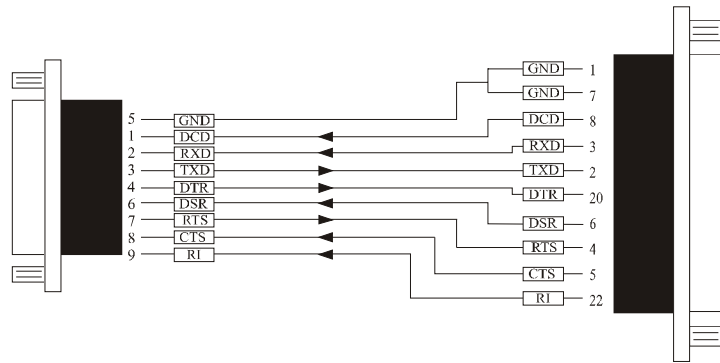 GND 1
GND 7
5 GND DCD 8
1 DCD
2 RXD RXD 3
3 TXD TXD 2
4 DTR DTR 20
6 DSR DSR 6
7 RTS RTS 4
8 CTS CTS 5
9 RI RI 22